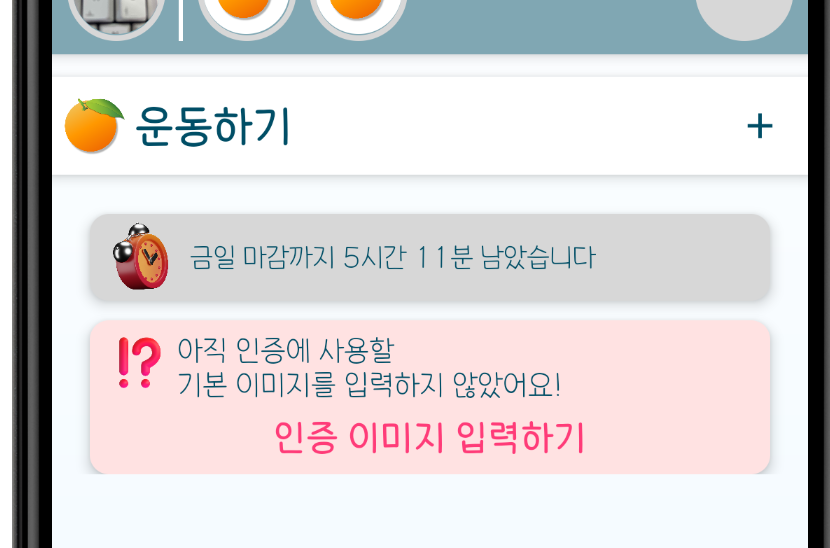 운동하기 +
금일 마감까지 5시간 11분 남았습니다
⁉ 아직 인증에 사용할
기본 이미지를 입력하지 않았어요!
인증 이미지 입력하기